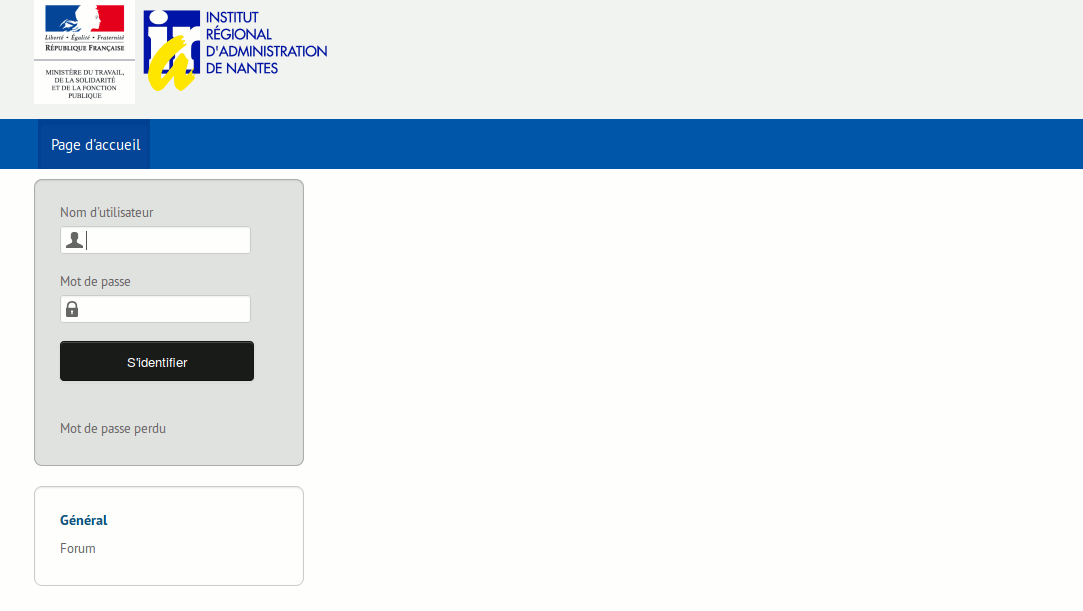 Liberté • Égalité • Fraternité
RÉPUBLIQUE FRANÇAISE
MINISTÈRE DU TRAVAIL,
DE LA SOLIDARITÉ
ET DE LA FONCTION
PUBLIQUE
ira
INSTITUT
RÉGIONAL
D'ADMINISTRATION
DE NANTES
Page d'accueil
Nom d'utilisateur
Mot de passe
S'identifier
Mot de passe perdu
Général
Forum